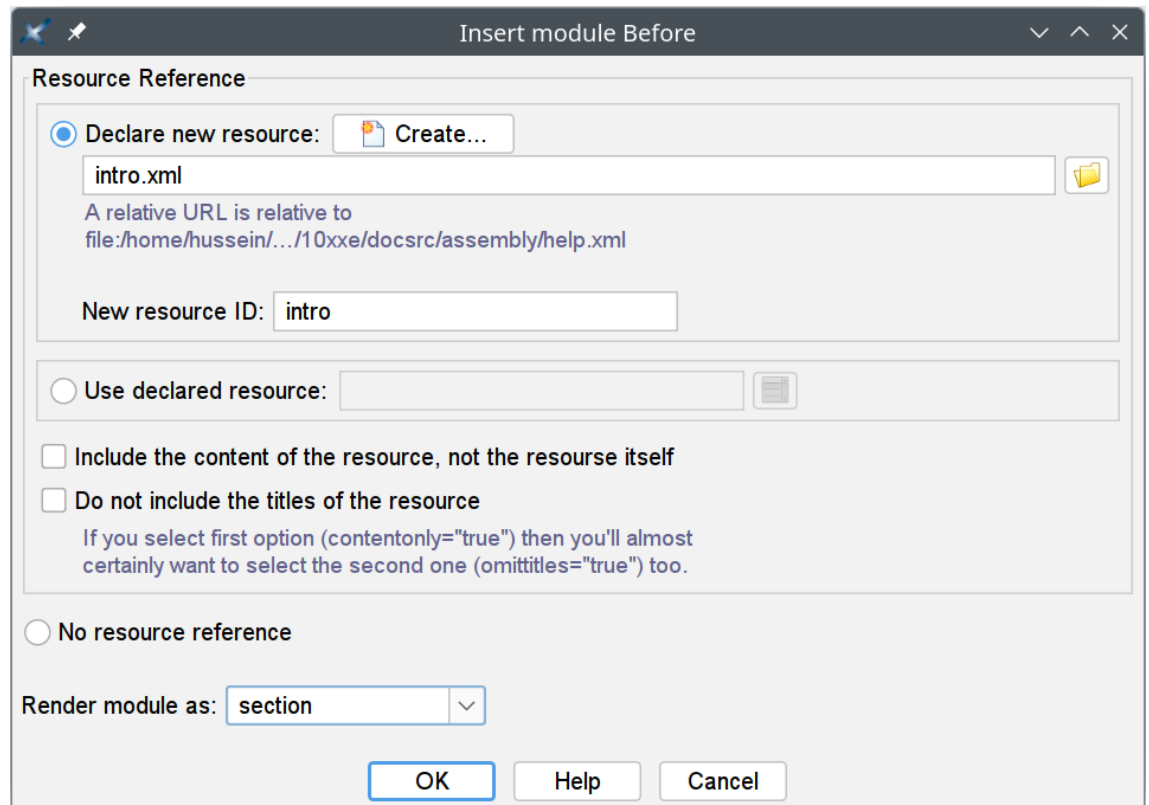 Insert module Before
Resource Reference
Declare new resource: Create...
intro.xml
A relative URL is relative to
file:/home/hussein/.../10xxe/docsrc/assembly/help.xml
New resource ID: intro
Use declared resource:
Include the content of the resource, not the resourse itself
Do not include the titles of the resource
If you select first option (contentonly="true") then you'll almost
certainly want to select the second one (omittitles="true") too.
No resource reference
Render module as: section
OK Help Cancel